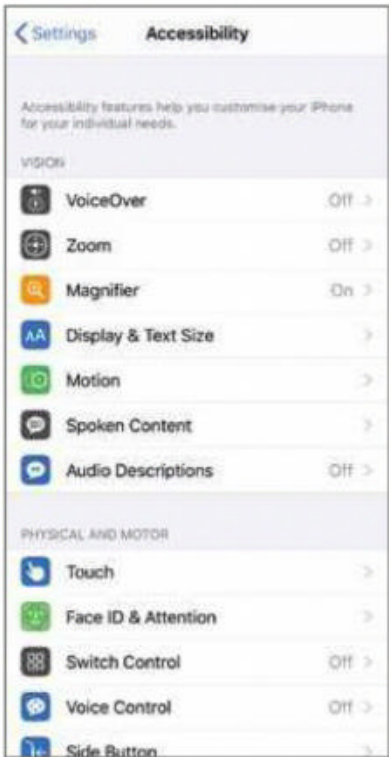 Settings Accessibility
Accessibility features help you customise your iPhone
for your individual needs.
VISION
VoiceOver Off
Zoom Off
Magnifier On
Display & Text Size
Motion
Spoken Content
Audio Descriptions Off
PHYSICAL AND MOTOR
Touch
Face ID & Attention
Switch Control Off
Voice Control Off
Side Button